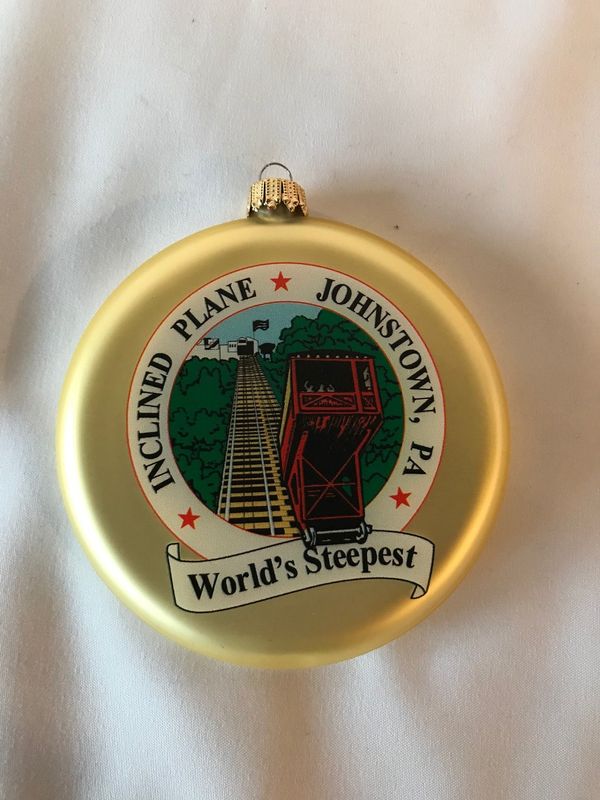 INCLINED PLANE ★ JOHNSTOWN, PA
World's Steepest